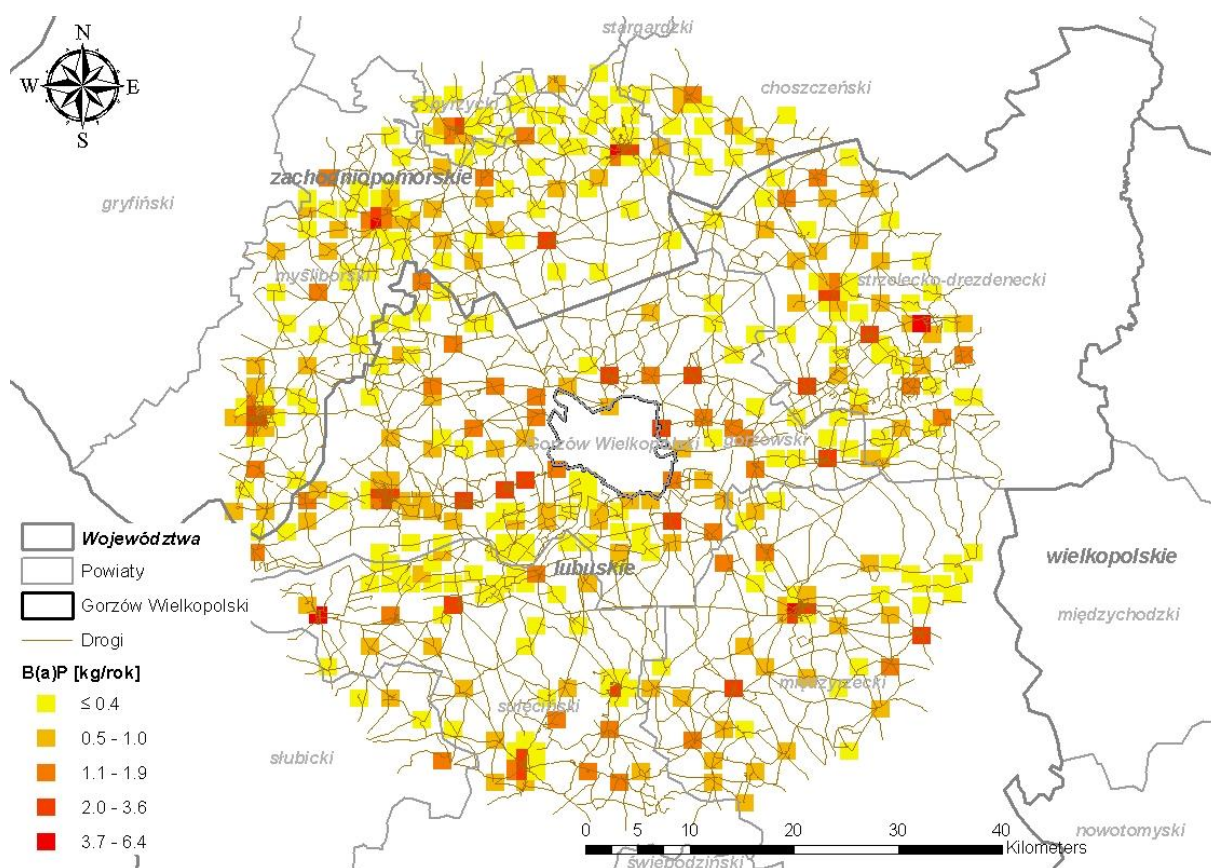 stargardzki
N
W E
S
choszczeński
pyrzycki
zachodniopomorskie
gryfiński
myśliborski
strzelecko-drezdenecki
Gorzów Wielkopolski
gorzowski
Województwa
Powiaty
Gorzów Wielkopolski
Drogi
B(a)P [kg/rok]
≤ 0.4
0.5 - 1.0
1.1 - 1.9
2.0 - 3.6
3.7 - 6.4
lubuskie
wielkopolskie
międzychodzki
międzyrzecki
sulęciński
słubicki
0 5 10 20 30 40
Kilometers
nowotomyski
świebodziński